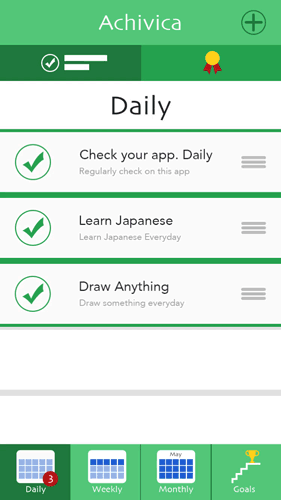 Achivica
Daily
Check your app. Daily
Regularly check on this app
Learn Japanese
Learn Japanese Everyday
Draw Anything
Draw something everyday
3
May
Daily
Weekly
Monthly
Goals